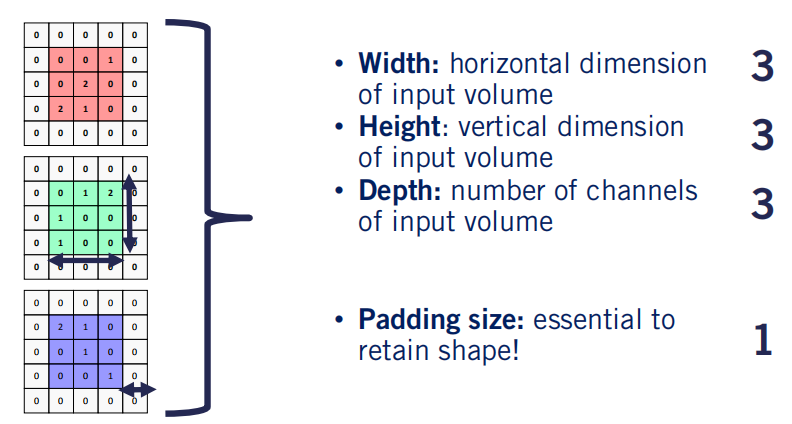 0 0 0 0 0
0 0 0 1 0
0 0 2 0 0
0 2 1 0 0
0 0 0 0 0
0 0 0 0 0
0 0 1 2 0
0 1 0 0 0
0 1 0 0 0
0 0 0 0 0
0 0 0 0 0
0 2 1 0 0
0 0 1 0 0
0 0 0 1 0
0 0 0 0 0
• Width: horizontal dimension 3
of input volume
• Height: vertical dimension 3
of input volume
• Depth: number of channels 3
of input volume
• Padding size: essential to 1
retain shape!